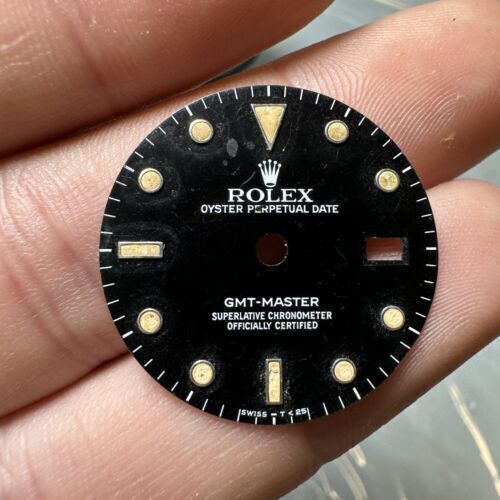 ROLEX
OYSTER PERPETUAL DATE
GMT-MASTER
SUPERLATIVE CHRONOMETER
OFFICIALLY CERTIFIED
SWISS - T < 25